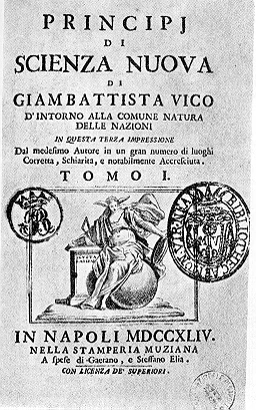 PRINCIPJ
DI
SCIENZA NUOVA
DI
GIAMBATTISTA VICO
D'INTORNO ALLA COMUNE NATURA
DELLE NAZIONI
IN QUESTA TERZA IMPRESSIONE
Dal medesimo Autore in un gran numero di luoghi
Corretta, Schiarita, e notabilmente Accresciuta.
TOMO I.
IN NAPOLI MDCCXLIV.
NELLA STAMPERIA MUZIANA
A spese di Gaetano, e Steffano Elia.
CON LICENZA DE' SUPERIORI.